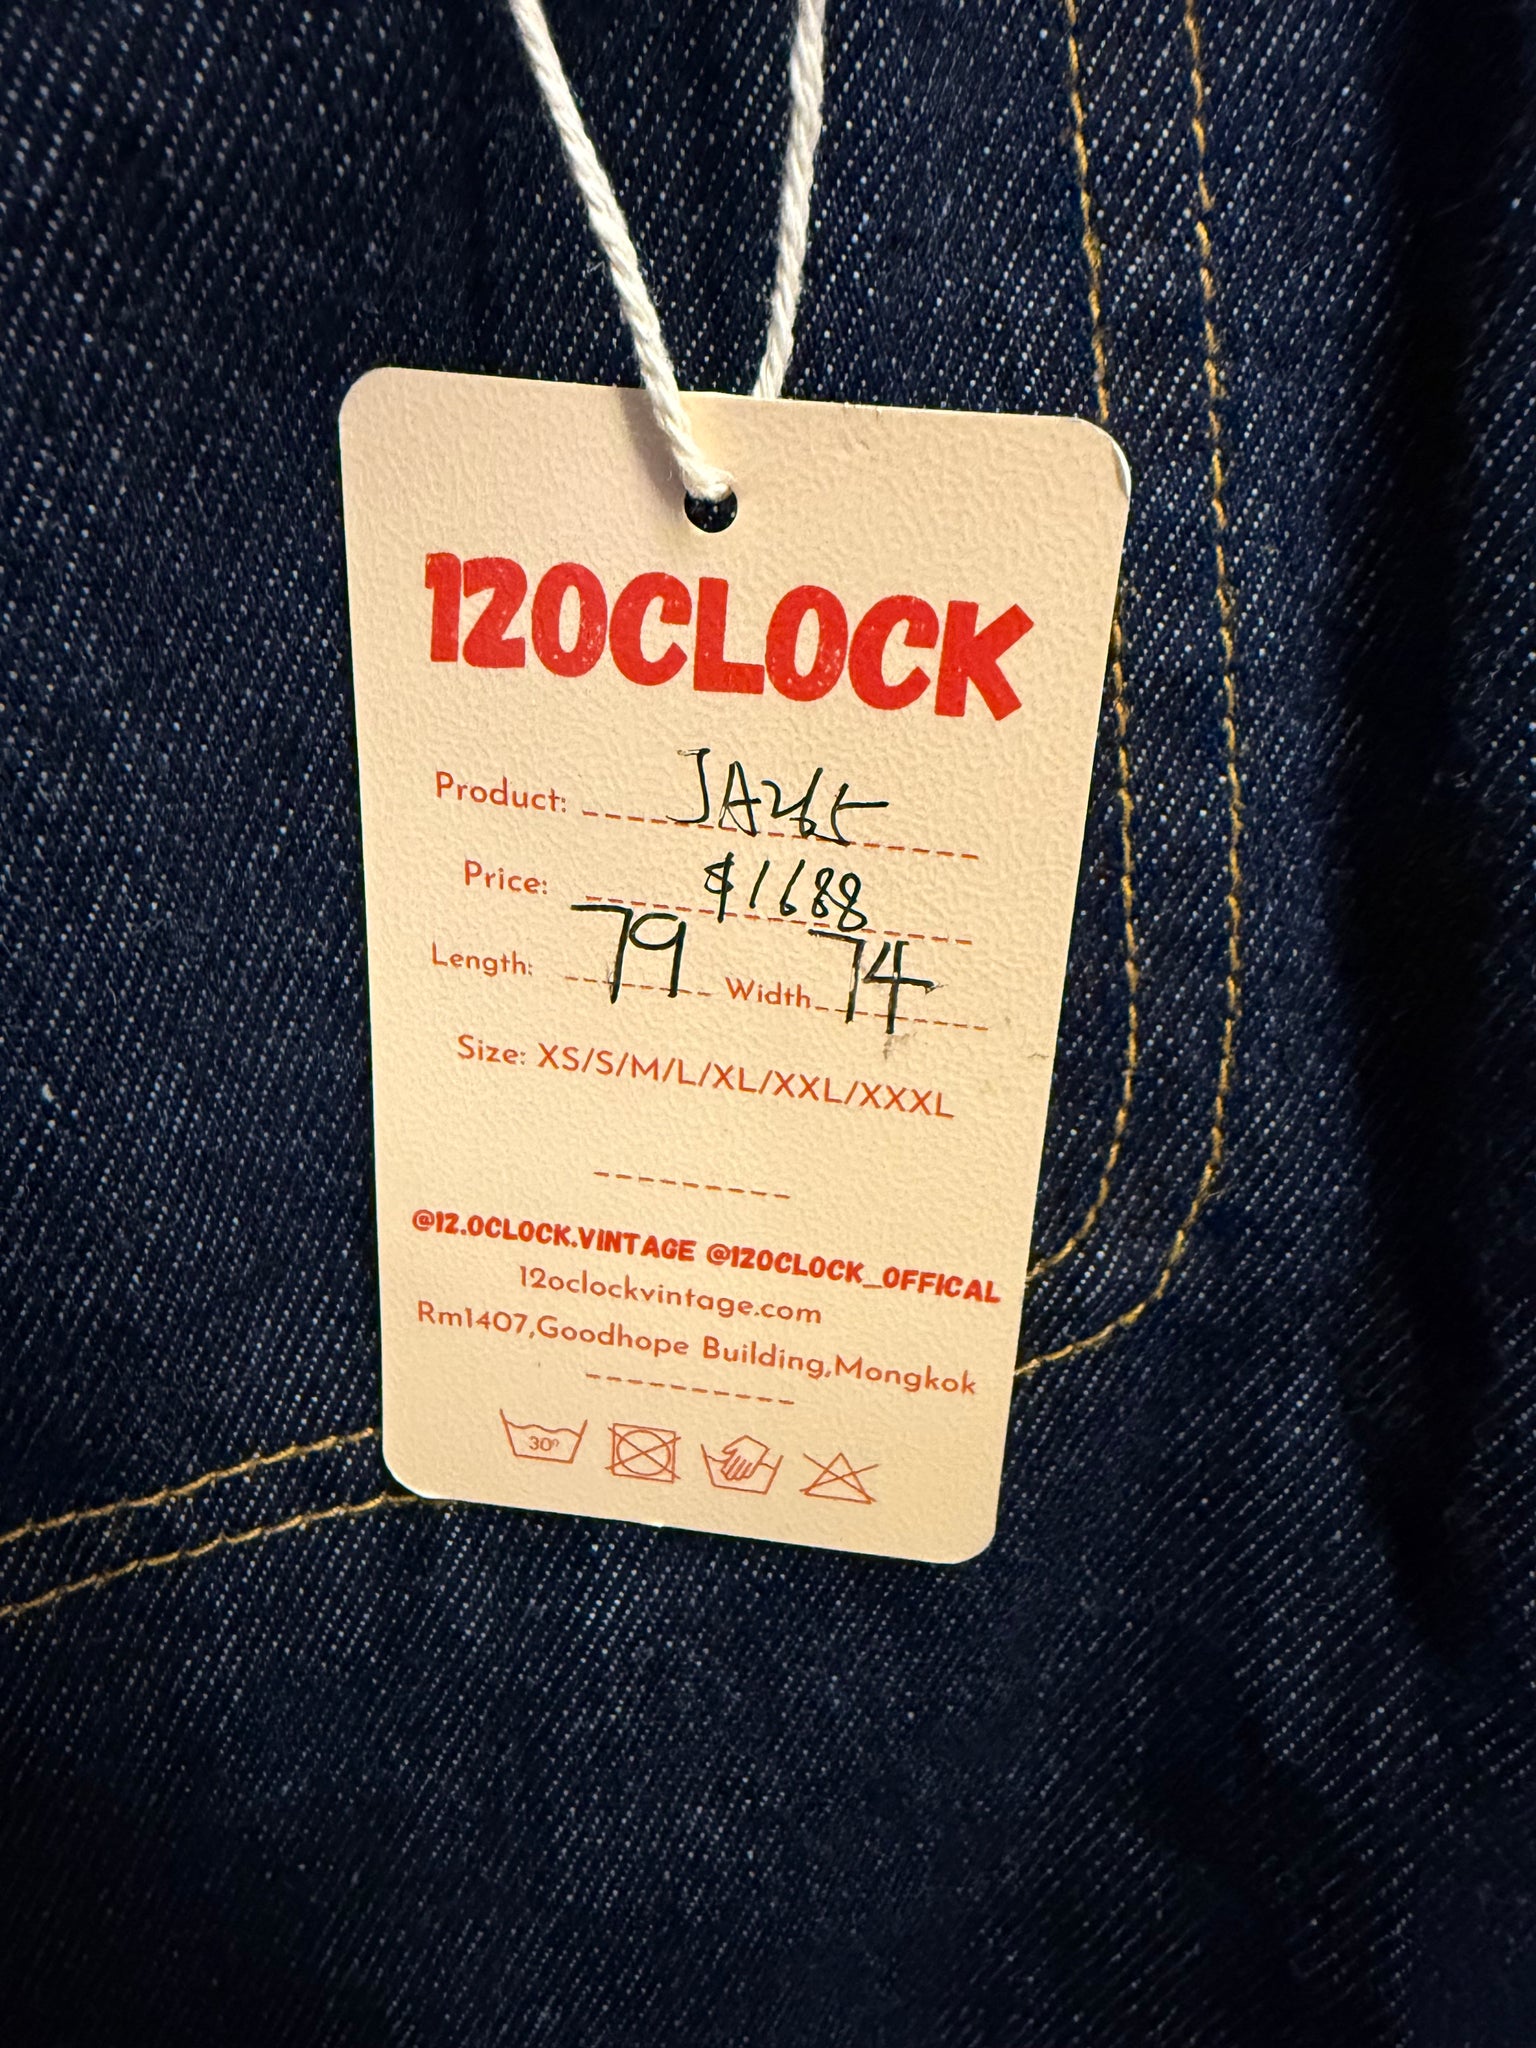 12OCLOCK
Product:
Price: $1688
Length: 79 Width 74
Size: XS/S/M/L/XL/XXL/XXXL
@12.OCLOCK.VINTAGE @12OCLOCK_OFFICAL
12oclockvintage.com
Rm1407,Goodhope Building,Mongkok
30°